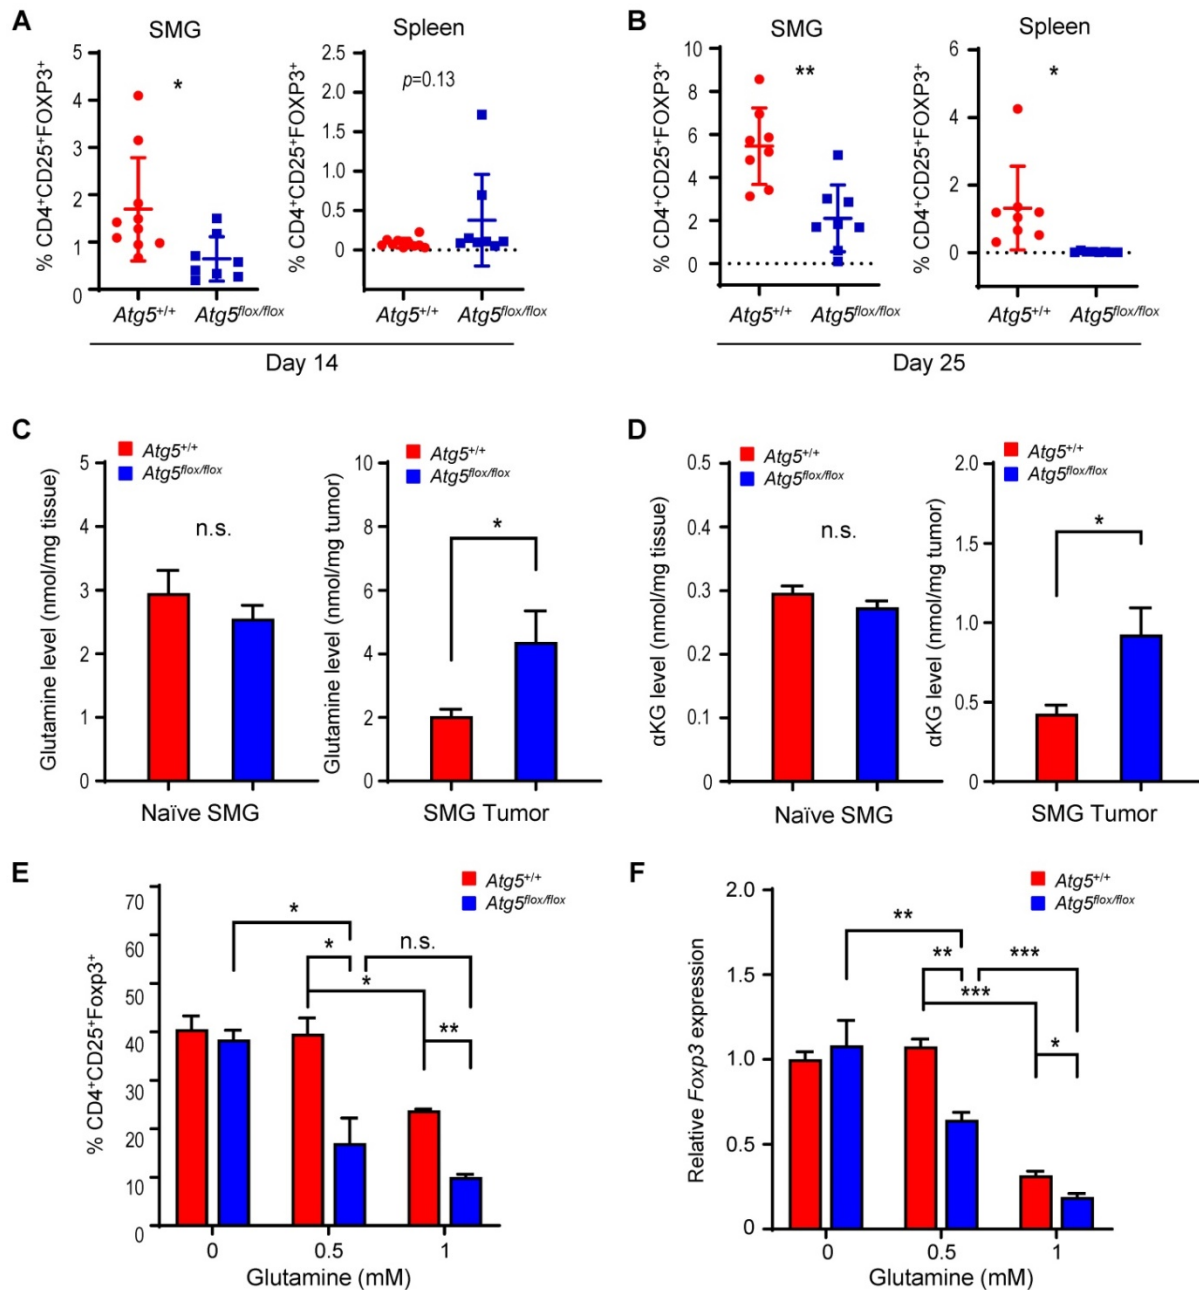 A
SMG
Spleen
% CD4⁺CD25⁺FOXP3⁺
5
4
3
2
1
0
*
Atg5⁺/⁺
Atg5ᶠˡᵒˣ/ᶠˡᵒˣ
% CD4⁺CD25⁺FOXP3⁺
2.5
2.0
1.5
1.0
0.5
0
p=0.13
Atg5⁺/⁺
Atg5ᶠˡᵒˣ/ᶠˡᵒˣ
Day 14
B
SMG
Spleen
% CD4⁺CD25⁺FOXP3⁺
10
8
6
4
2
0
**
Atg5⁺/⁺
Atg5ᶠˡᵒˣ/ᶠˡᵒˣ
% CD4⁺CD25⁺FOXP3⁺
6
4
2
0
*
Atg5⁺/⁺
Atg5ᶠˡᵒˣ/ᶠˡᵒˣ
Day 25
C
Atg5⁺/⁺
Atg5ᶠˡᵒˣ/ᶠˡᵒˣ
Glutamine level (nmol/mg tissue)
5
4
3
2
1
0
n.s.
Naïve SMG
Atg5⁺/⁺
Atg5ᶠˡᵒˣ/ᶠˡᵒˣ
Glutamine level (nmol/mg tumor)
10
8
6
4
2
0
*
SMG Tumor
D
Atg5⁺/⁺
Atg5ᶠˡᵒˣ/ᶠˡᵒˣ
αKG level (nmol/mg tissue)
0.5
0.4
0.3
0.2
0.1
0
n.s.
Naïve SMG
Atg5⁺/⁺
Atg5ᶠˡᵒˣ/ᶠˡᵒˣ
αKG level (nmol/mg tumor)
2.0
1.5
1.0
0.5
0
*
SMG Tumor
E
Atg5⁺/⁺
Atg5ᶠˡᵒˣ/ᶠˡᵒˣ
% CD4⁺CD25⁺Foxp3⁺
70
60
50
40
30
20
10
0
*
*
n.s.
*
**
0
0.5
1
Glutamine (mM)
F
Atg5⁺/⁺
Atg5ᶠˡᵒˣ/ᶠˡᵒˣ
Relative Foxp3 expression
2.0
1.5
1.0
0.5
0
**
**
***
***
*
0
0.5
1
Glutamine (mM)